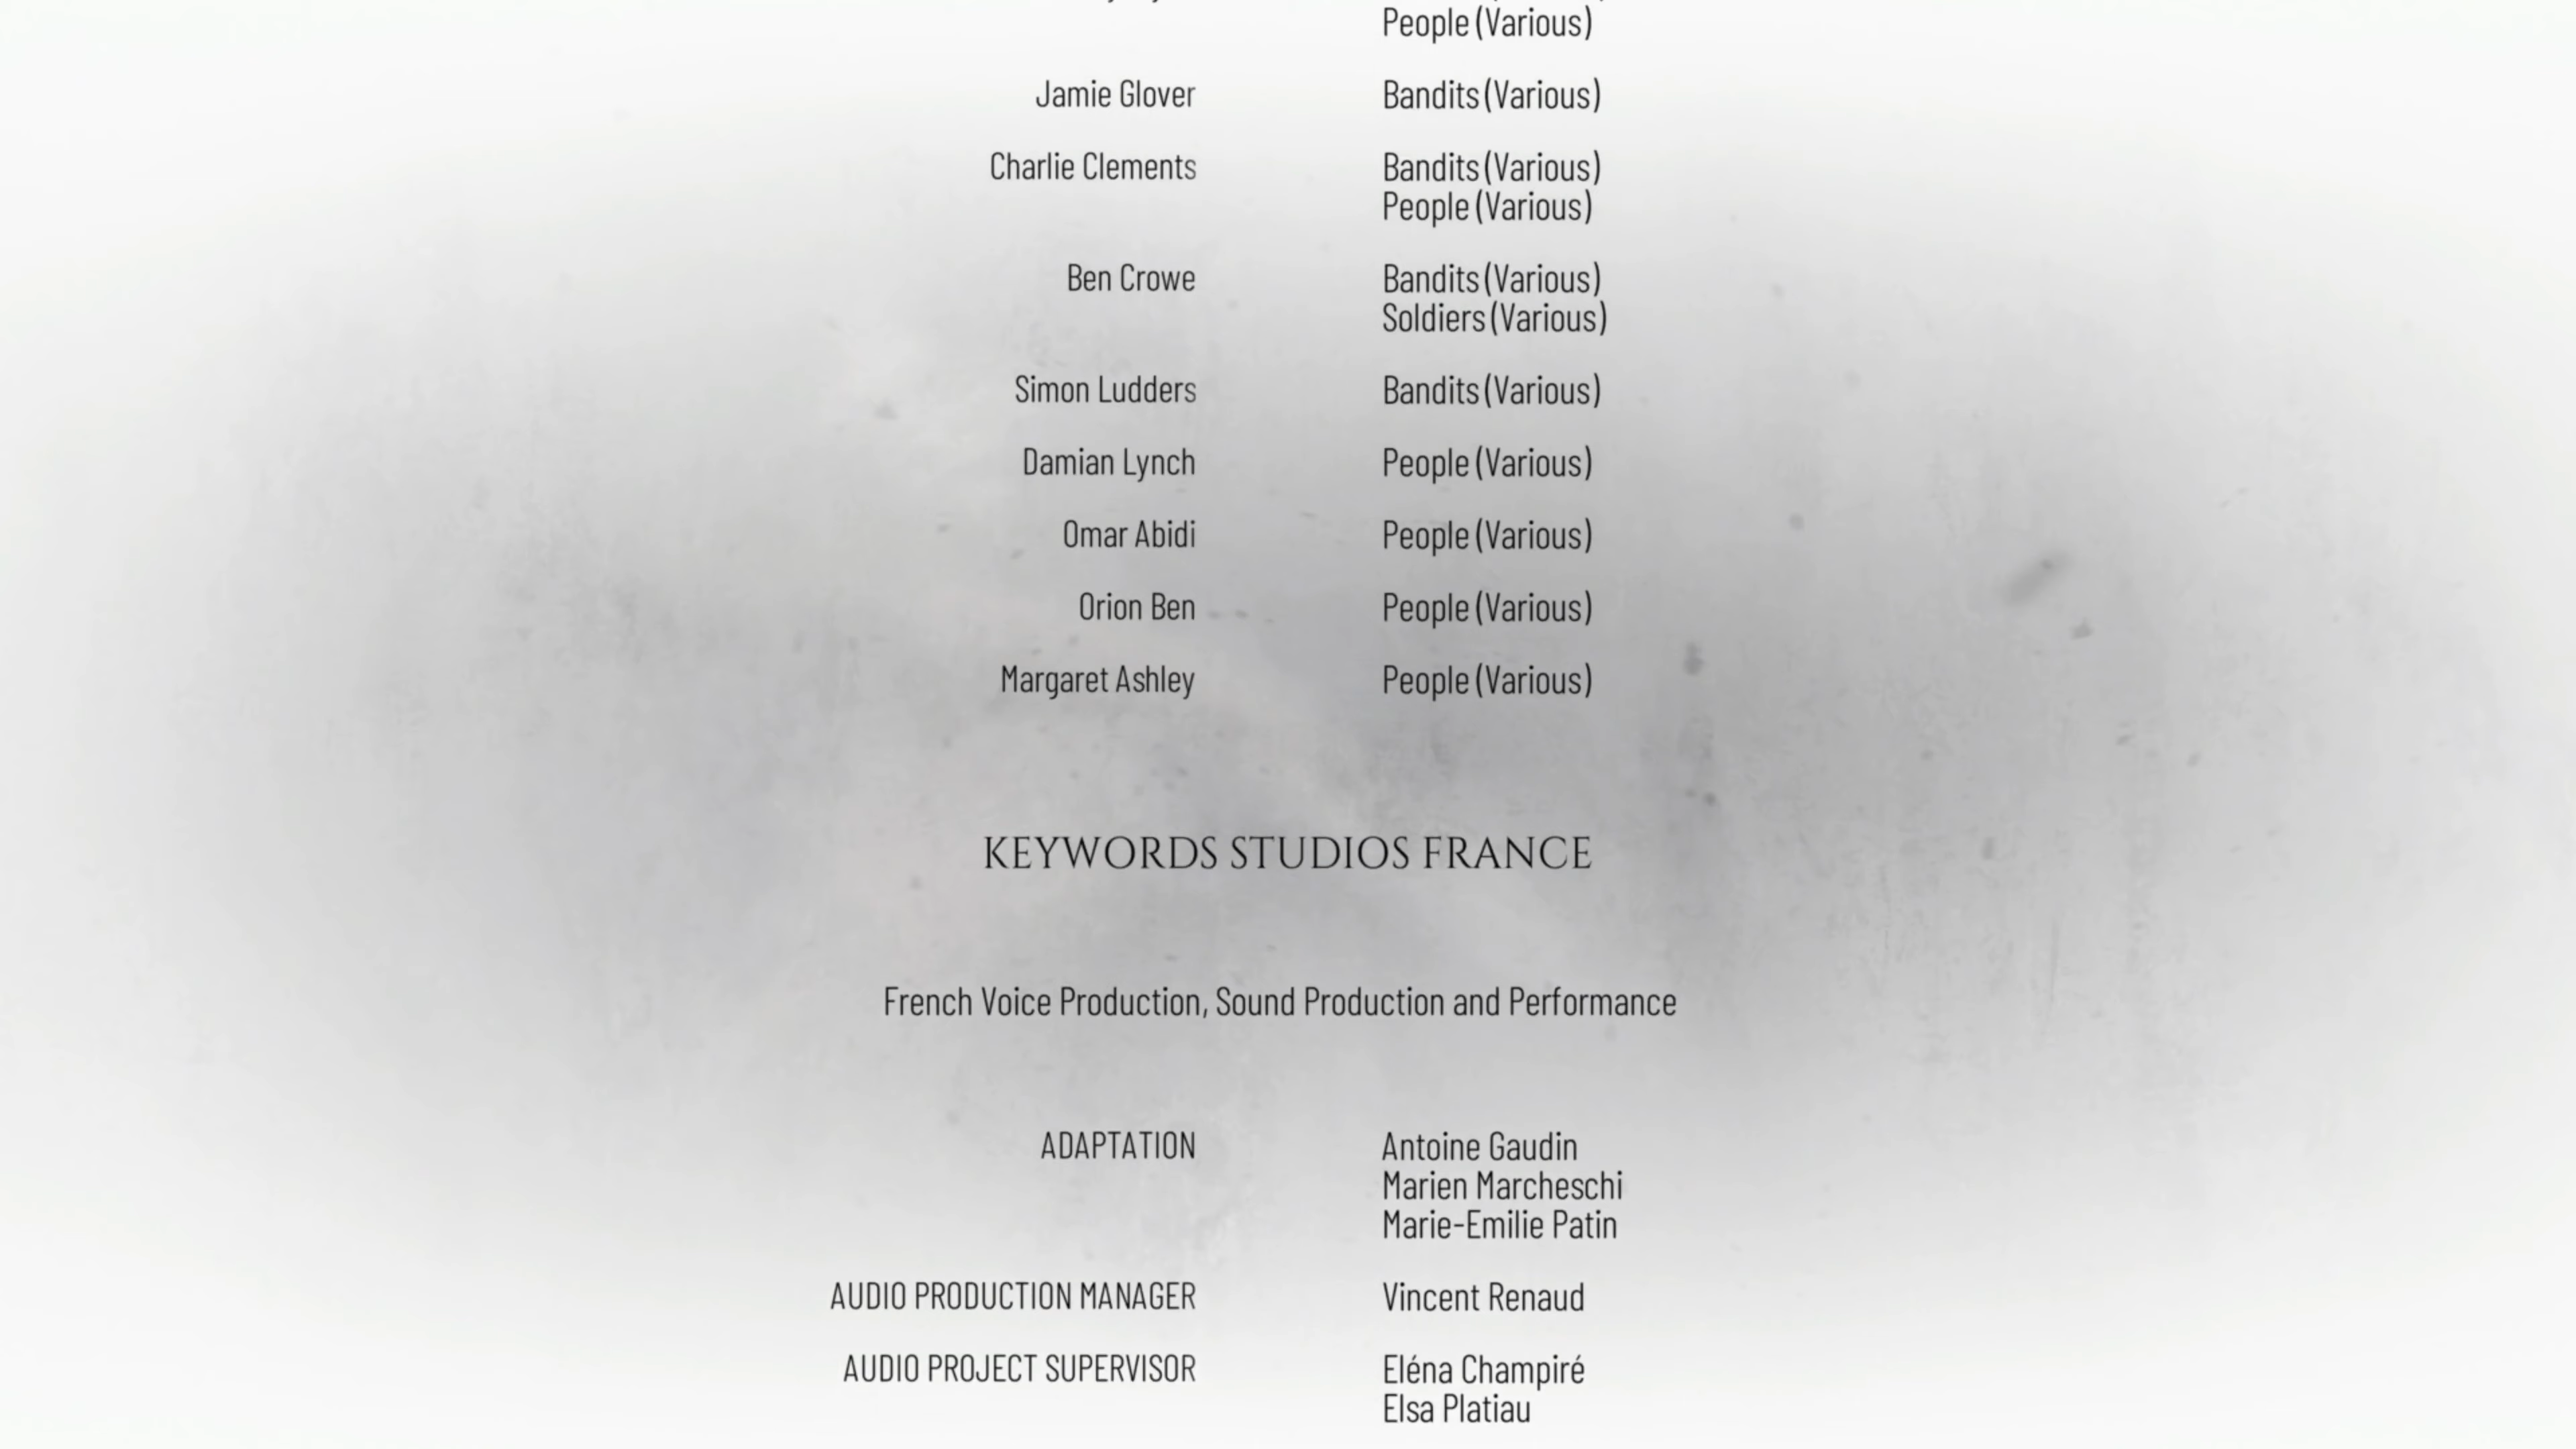 People (Various)
Jamie Glover Bandits (Various)
Charlie Clements Bandits (Various)
People (Various)
Ben Crowe Bandits (Various)
Soldiers (Various)
Simon Ludders Bandits (Various)
Damian Lynch People (Various)
Omar Abidi People (Various)
Orion Ben People (Various)
Margaret Ashley People (Various)
KEYWORDS STUDIOS FRANCE
French Voice Production, Sound Production and Performance
ADAPTATION Antoine Gaudin
Marien Marcheschi
Marie-Emilie Patin
AUDIO PRODUCTION MANAGER Vincent Renaud
AUDIO PROJECT SUPERVISOR Eléna Champiré
Elsa Platiau